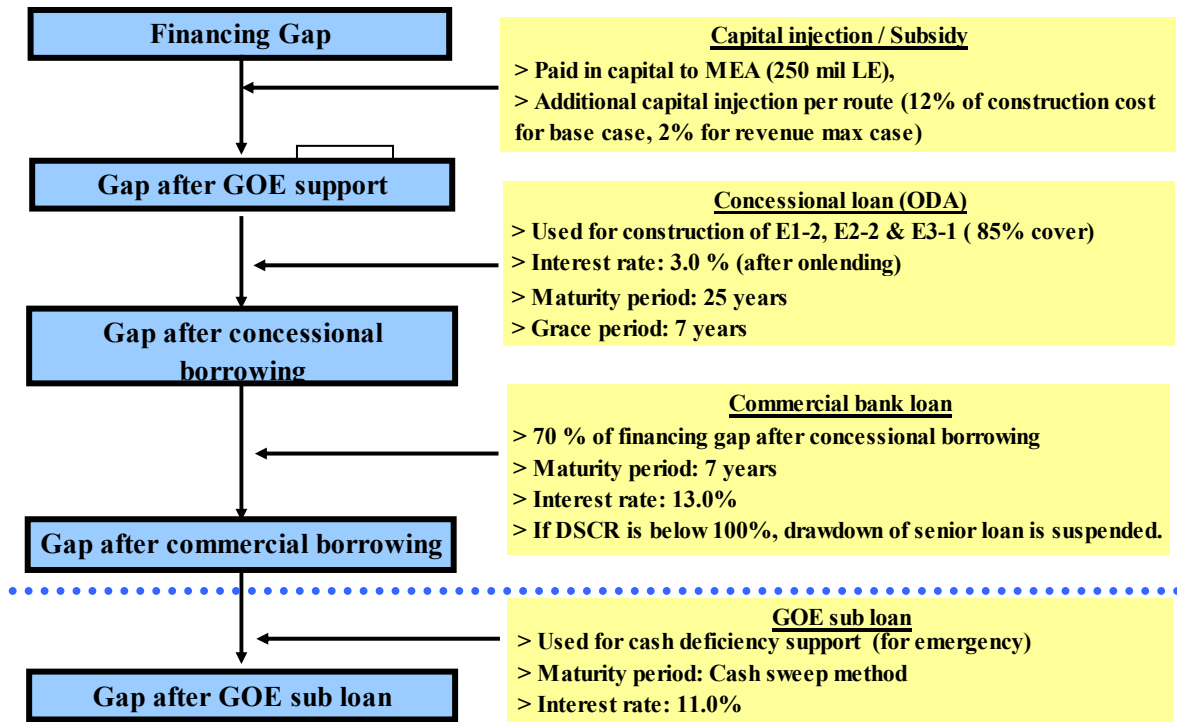 Financing Gap
Capital injection / Subsidy
> Paid in capital to MEA (250 mil LE),
> Additional capital injection per route (12% of construction cost
for base case, 2% for revenue max case)
Gap after GOE support
Concessional loan (ODA)
> Used for construction of E1-2, E2-2 & E3-1 ( 85% cover)
> Interest rate: 3.0 % (after onlending)
> Maturity period: 25 years
> Grace period: 7 years
Gap after concessional
borrowing
Commercial bank loan
> 70 % of financing gap after concessional borrowing
> Maturity period: 7 years
> Interest rate: 13.0%
> If DSCR is below 100%, drawdown of senior loan is suspended.
Gap after commercial borrowing
GOE sub loan
> Used for cash deficiency support (for emergency)
> Maturity period: Cash sweep method
> Interest rate: 11.0%
Gap after GOE sub loan